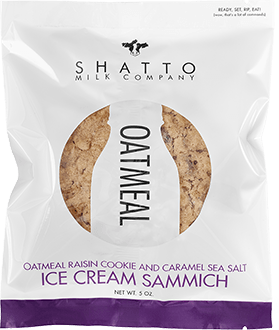 READY, SET, RIP, EAT!
(wow, that's a lot of commands)
SHATTO
MILK COMPANY
OATMEAL
OATMEAL RAISIN COOKIE AND CARAMEL SEA SALT
ICE CREAM SAMMICH
NET WT. 5 OZ.